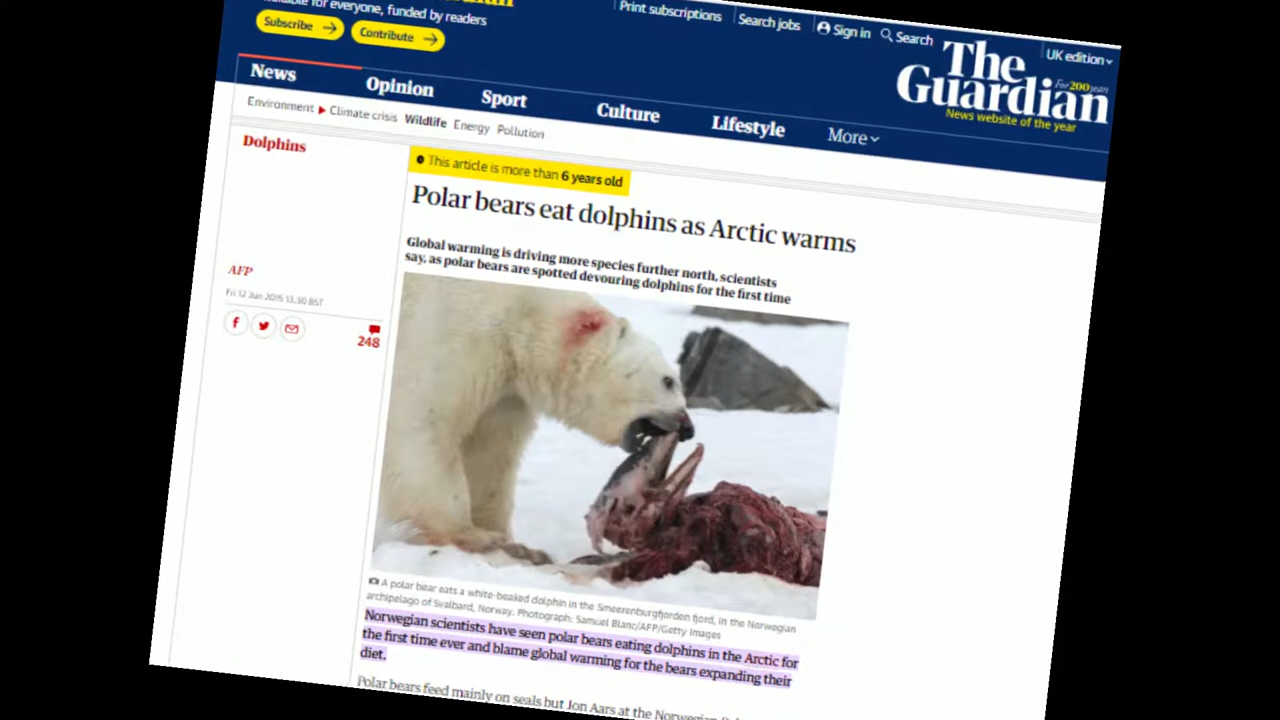 available for everyone, funded by readers
Subscribe →
Contribute →
Print subscriptions
Search jobs
Sign in
Search
UK edition
The
Guardian
For 200 years
News website of the year
News
Opinion
Sport
Culture
Lifestyle
More
Environment
Climate crisis
Wildlife
Energy
Pollution
Dolphins
This article is more than 6 years old
Polar bears eat dolphins as Arctic warms
Global warming is driving more species further north, scientists
say, as polar bears are spotted devouring dolphins for the first time
AFP
Fri 12 Jun 2015 13.30 BST
248
A polar bear eats a white-beaked dolphin in the Smeerenburgfjorden fjord, in the Norwegian
archipelago of Svalbard, Norway. Photograph: Samuel Blanc/AFP/Getty Images
Norwegian scientists have seen polar bears eating dolphins in the Arctic for
the first time ever and blame global warming for the bears expanding their
diet.
Polar bears feed mainly on seals but Jon Aars at the Norwegian